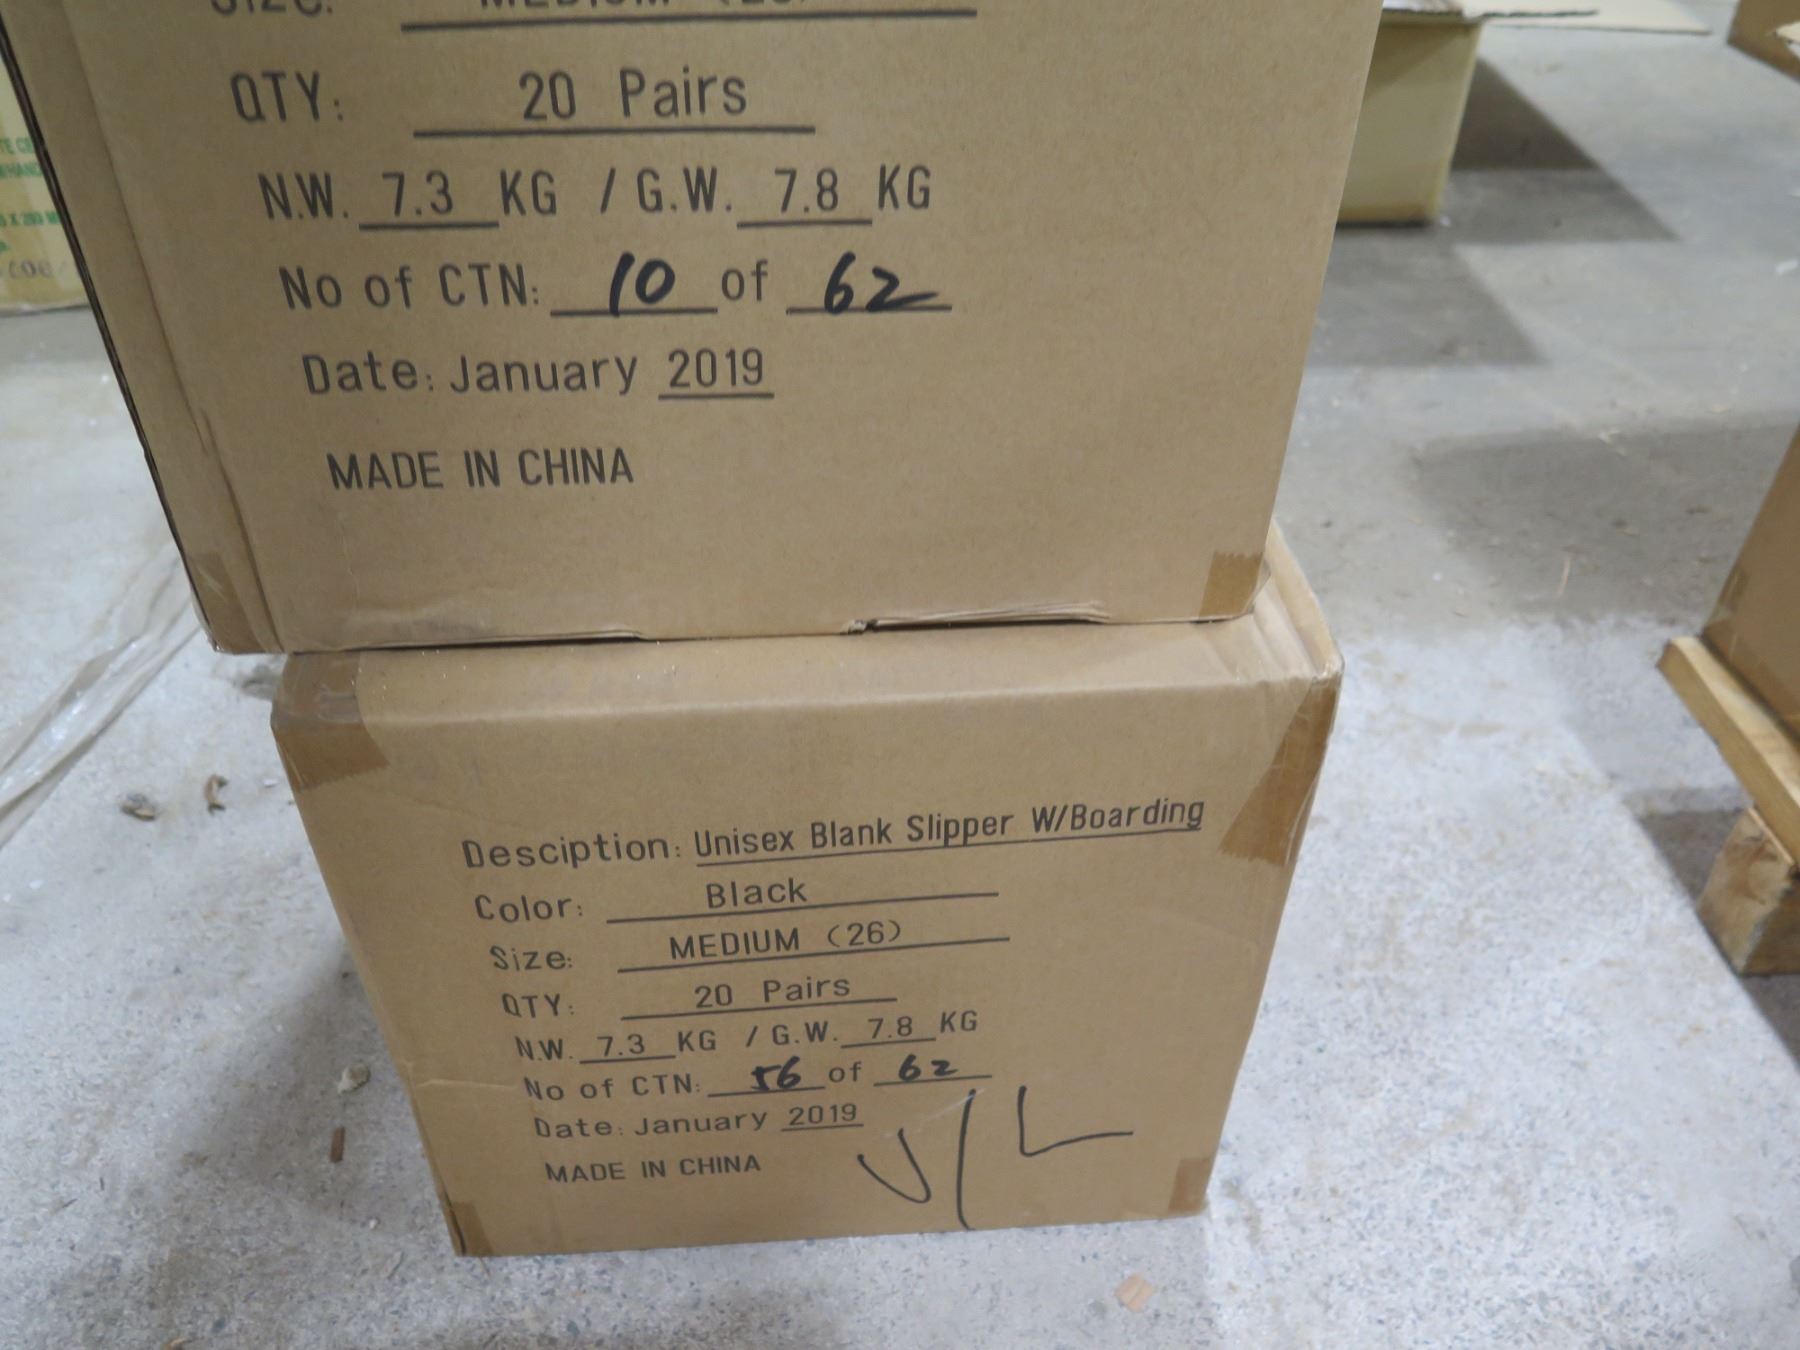 Size: MEDIUM
QTY: 20 Pairs
N.W. 7.3 KG / G.W. 7.8 KG
No of CTN: 10 of 62
Date: January 2019
MADE IN CHINA
Desciption: Unisex Blank Slipper W/Boarding
Color: Black
Size: MEDIUM (26)
QTY: 20 Pairs
N.W. 7.3 KG / G.W. 7.8 KG
No of CTN: 56 of 62
Date: January 2019
MADE IN CHINA